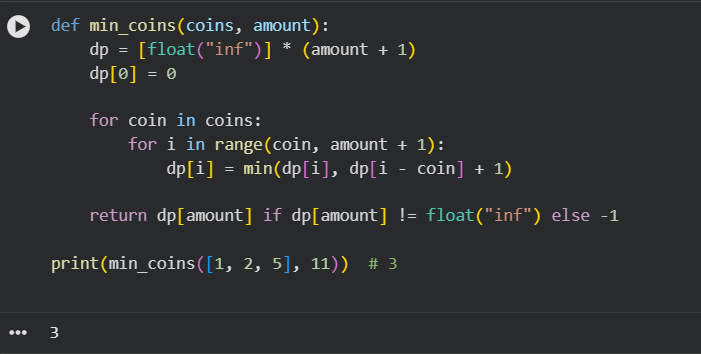 def min_coins(coins, amount):
    dp = [float("inf")] * (amount + 1)
    dp[0] = 0

    for coin in coins:
        for i in range(coin, amount + 1):
            dp[i] = min(dp[i], dp[i - coin] + 1)

    return dp[amount] if dp[amount] != float("inf") else -1

print(min_coins([1, 2, 5], 11))  # 3
3